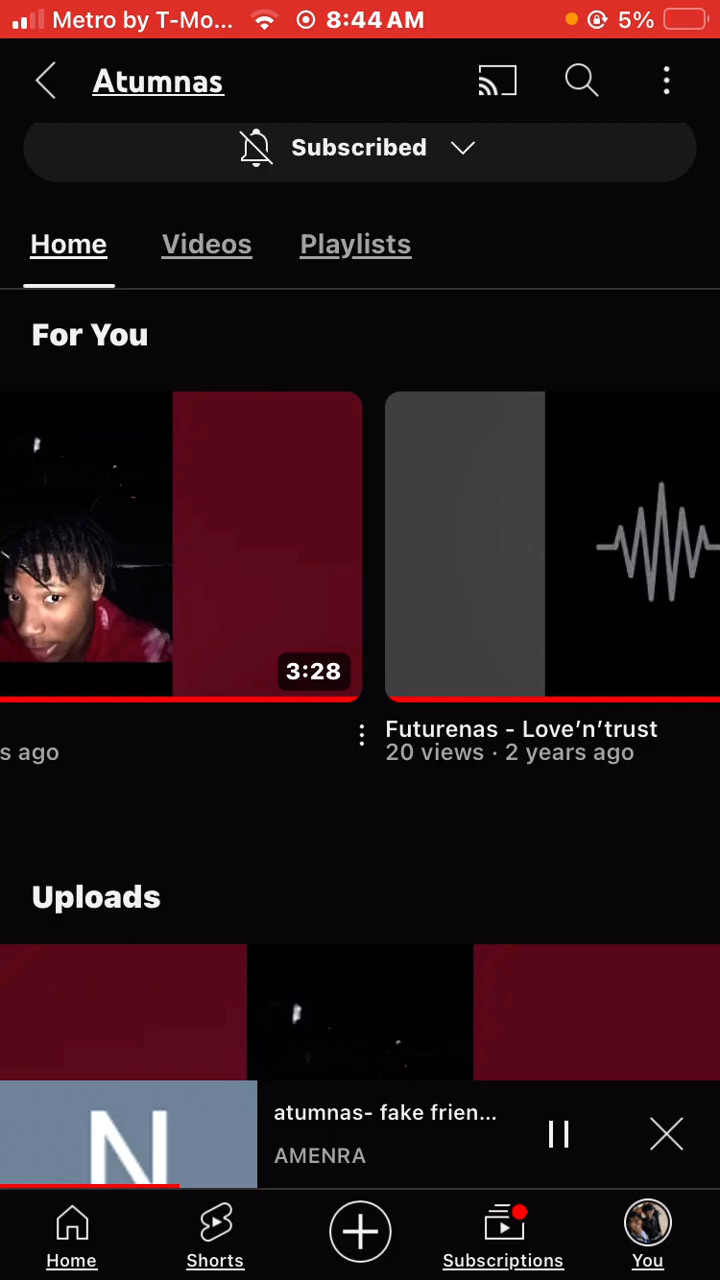 Metro by T-Mo... 8:44 AM 5%
Atumnas
Subscribed
Home Videos Playlists
For You
3:28
Futurenas - Love’n’trust
s ago
20 views · 2 years ago
Uploads
N
atumnas- fake frien...
AMENRA
Home Shorts Subscriptions You